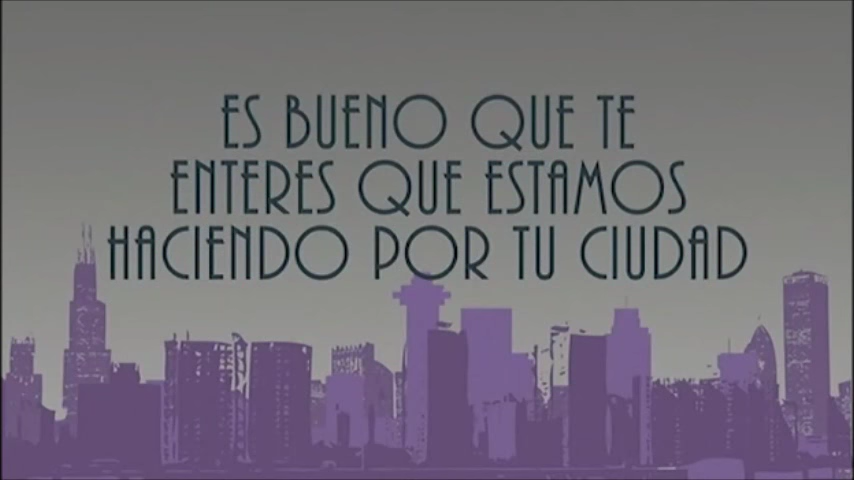 ES BUENO QUE TE
ENTERES QUE ESTAMOS
HACIENDO POR TU CIUDAD